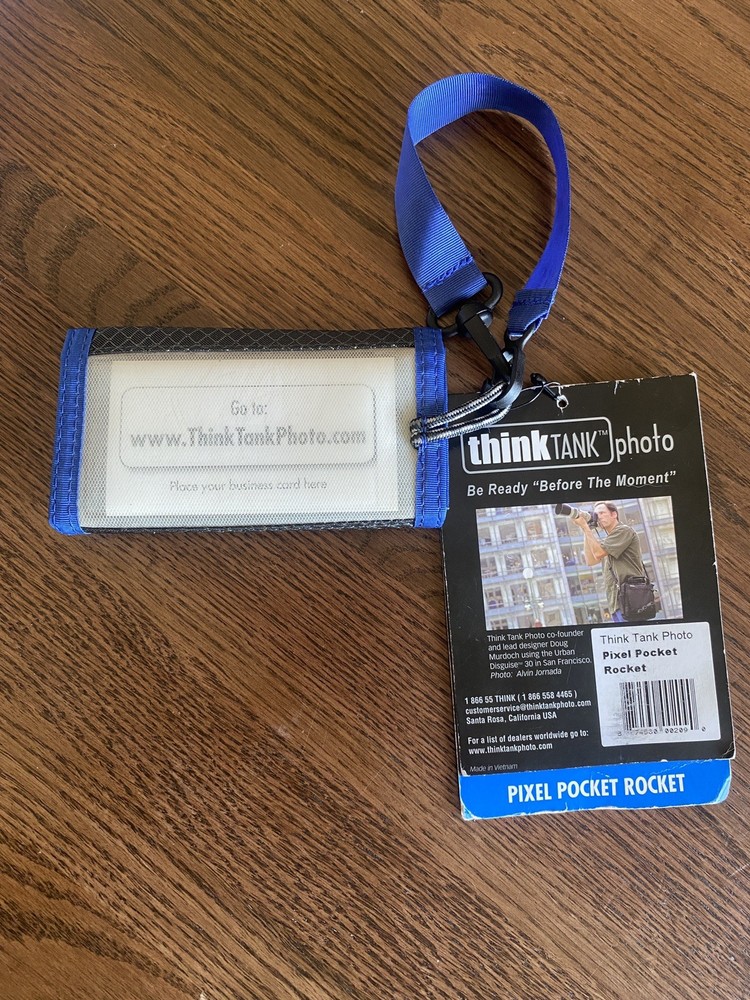 Go to:
www.ThinkTankPhoto.com
Place your business card here
thinkTANK™ photo
Be Ready "Before The Moment"
Think Tank Photo co-founder
and lead designer Doug
Murdoch using the Urban
Disguise™ 30 in San Francisco.
Photo: Alvin Jornada
Think Tank Photo
Pixel Pocket
Rocket
1 866 55 THINK ( 1 866 558 4465 )
customerservice@thinktankphoto.com
Santa Rosa, California USA
For a list of dealers worldwide go to:
www.thinktankphoto.com
Made in Vietnam
PIXEL POCKET ROCKET